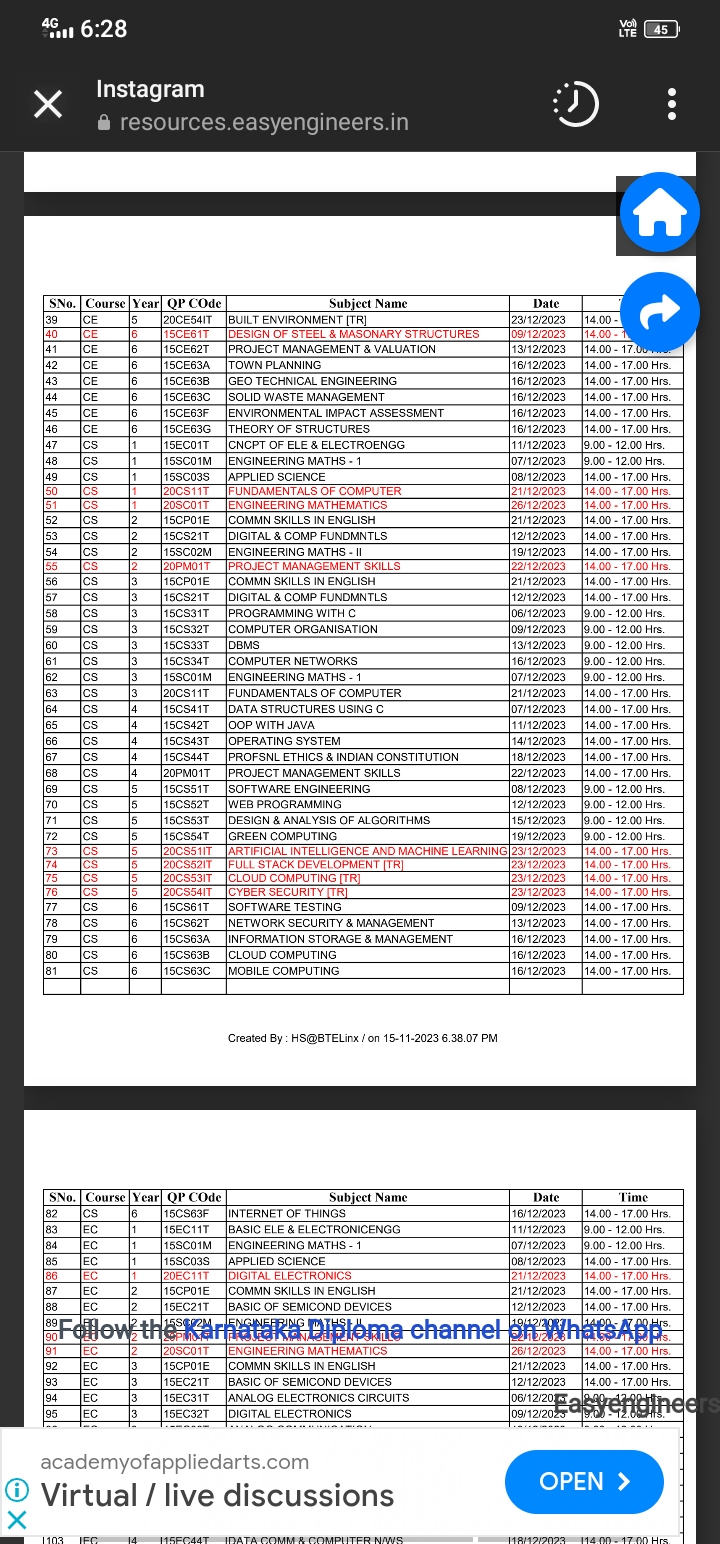 4G 6:28 Vo) LTE 45
Instagram
resources.easyengineers.in
SNo. Course Year QP COde Subject Name Date
39 CE 5 20CE54IT BUILT ENVIRONMENT [TR] 23/12/2023 14.00 -
40 CE 6 15CE61T DESIGN OF STEEL & MASONARY STRUCTURES 09/12/2023 14.00 -
41 CE 6 15CE62T PROJECT MANAGEMENT & VALUATION 13/12/2023 14.00 - 17.00
42 CE 6 15CE63A TOWN PLANNING 16/12/2023 14.00 - 17.00 Hrs.
43 CE 6 15CE63B GEO TECHNICAL ENGINEERING 16/12/2023 14.00 - 17.00 Hrs.
44 CE 6 15CE63C SOLID WASTE MANAGEMENT 16/12/2023 14.00 - 17.00 Hrs.
45 CE 6 15CE63F ENVIRONMENTAL IMPACT ASSESSMENT 16/12/2023 14.00 - 17.00 Hrs.
46 CE 6 15CE63G THEORY OF STRUCTURES 16/12/2023 14.00 - 17.00 Hrs.
47 CS 1 15EC01T CNCPT OF ELE & ELECTROENGG 11/12/2023 9.00 - 12.00 Hrs.
48 CS 1 15SC01M ENGINEERING MATHS - 1 07/12/2023 9.00 - 12.00 Hrs.
49 CS 1 15SC03S APPLIED SCIENCE 08/12/2023 14.00 - 17.00 Hrs.
50 CS 1 20CS11T FUNDAMENTALS OF COMPUTER 21/12/2023 14.00 - 17.00 Hrs.
51 CS 1 20SC01T ENGINEERING MATHEMATICS 26/12/2023 14.00 - 17.00 Hrs.
52 CS 2 15CP01E COMMN SKILLS IN ENGLISH 21/12/2023 14.00 - 17.00 Hrs.
53 CS 2 15CS21T DIGITAL & COMP FUNDMNTLS 12/12/2023 14.00 - 17.00 Hrs.
54 CS 2 15SC02M ENGINEERING MATHS - II 19/12/2023 14.00 - 17.00 Hrs.
55 CS 2 20PM01T PROJECT MANAGEMENT SKILLS 22/12/2023 14.00 - 17.00 Hrs.
56 CS 3 15CP01E COMMN SKILLS IN ENGLISH 21/12/2023 14.00 - 17.00 Hrs.
57 CS 3 15CS21T DIGITAL & COMP FUNDMNTLS 12/12/2023 14.00 - 17.00 Hrs.
58 CS 3 15CS31T PROGRAMMING WITH C 06/12/2023 9.00 - 12.00 Hrs.
59 CS 3 15CS32T COMPUTER ORGANISATION 09/12/2023 9.00 - 12.00 Hrs.
60 CS 3 15CS33T DBMS 13/12/2023 9.00 - 12.00 Hrs.
61 CS 3 15CS34T COMPUTER NETWORKS 16/12/2023 9.00 - 12.00 Hrs.
62 CS 3 15SC01M ENGINEERING MATHS - 1 07/12/2023 9.00 - 12.00 Hrs.
63 CS 3 20CS11T FUNDAMENTALS OF COMPUTER 21/12/2023 14.00 - 17.00 Hrs.
64 CS 4 15CS41T DATA STRUCTURES USING C 07/12/2023 14.00 - 17.00 Hrs.
65 CS 4 15CS42T OOP WITH JAVA 11/12/2023 14.00 - 17.00 Hrs.
66 CS 4 15CS43T OPERATING SYSTEM 14/12/2023 14.00 - 17.00 Hrs.
67 CS 4 15CS44T PROFSNL ETHICS & INDIAN CONSTITUTION 18/12/2023 14.00 - 17.00 Hrs.
68 CS 4 20PM01T PROJECT MANAGEMENT SKILLS 22/12/2023 14.00 - 17.00 Hrs.
69 CS 5 15CS51T SOFTWARE ENGINEERING 08/12/2023 9.00 - 12.00 Hrs.
70 CS 5 15CS52T WEB PROGRAMMING 12/12/2023 9.00 - 12.00 Hrs.
71 CS 5 15CS53T DESIGN & ANALYSIS OF ALGORITHMS 15/12/2023 9.00 - 12.00 Hrs.
72 CS 5 15CS54T GREEN COMPUTING 19/12/2023 9.00 - 12.00 Hrs.
73 CS 5 20CS51IT ARTIFICIAL INTELLIGENCE AND MACHINE LEARNING 23/12/2023 14.00 - 17.00 Hrs.
74 CS 5 20CS52IT FULL STACK DEVELOPMENT [TR] 23/12/2023 14.00 - 17.00 Hrs.
75 CS 5 20CS53IT CLOUD COMPUTING [TR] 23/12/2023 14.00 - 17.00 Hrs.
76 CS 5 20CS54IT CYBER SECURITY [TR] 23/12/2023 14.00 - 17.00 Hrs.
77 CS 6 15CS61T SOFTWARE TESTING 09/12/2023 14.00 - 17.00 Hrs.
78 CS 6 15CS62T NETWORK SECURITY & MANAGEMENT 13/12/2023 14.00 - 17.00 Hrs.
79 CS 6 15CS63A INFORMATION STORAGE & MANAGEMENT 16/12/2023 14.00 - 17.00 Hrs.
80 CS 6 15CS63B CLOUD COMPUTING 16/12/2023 14.00 - 17.00 Hrs.
81 CS 6 15CS63C MOBILE COMPUTING 16/12/2023 14.00 - 17.00 Hrs.
Created By : HS@BTELinx / on 15-11-2023 6.38.07 PM
SNo. Course Year QP COde Subject Name Date Time
82 CS 6 15CS63F INTERNET OF THINGS 16/12/2023 14.00 - 17.00 Hrs.
83 EC 1 15EC11T BASIC ELE & ELECTRONICENGG 11/12/2023 9.00 - 12.00 Hrs.
84 EC 1 15SC01M ENGINEERING MATHS - 1 07/12/2023 9.00 - 12.00 Hrs.
85 EC 1 15SC03S APPLIED SCIENCE 08/12/2023 14.00 - 17.00 Hrs.
86 EC 1 20EC11T DIGITAL ELECTRONICS 21/12/2023 14.00 - 17.00 Hrs.
87 EC 2 15CP01E COMMN SKILLS IN ENGLISH 21/12/2023 14.00 - 17.00 Hrs.
88 EC 2 15EC21T BASIC OF SEMICOND DEVICES 12/12/2023 14.00 - 17.00 Hrs.
Follow the Karnataka Diploma channel on WhatsApp
91 EC 2 20SC01T ENGINEERING MATHEMATICS 26/12/2023 14.00 - 17.00 Hrs.
92 EC 3 15CP01E COMMN SKILLS IN ENGLISH 21/12/2023 14.00 - 17.00 Hrs.
93 EC 3 15EC21T BASIC OF SEMICOND DEVICES 12/12/2023 14.00 - 17.00 Hrs.
94 EC 3 15EC31T ANALOG ELECTRONICS CIRCUITS 06/12/2023 9.00 - 12.00 Hrs.
Easyengineers
95 EC 3 15EC32T DIGITAL ELECTRONICS 09/12/2023 9.00 - 12.00 Hrs.
academyofappliedarts.com
Virtual / live discussions
OPEN
103 EC 4 15EC44T DATA COMM & COMPUTER N/WS 18/12/2023 14.00 - 17.00 Hrs.